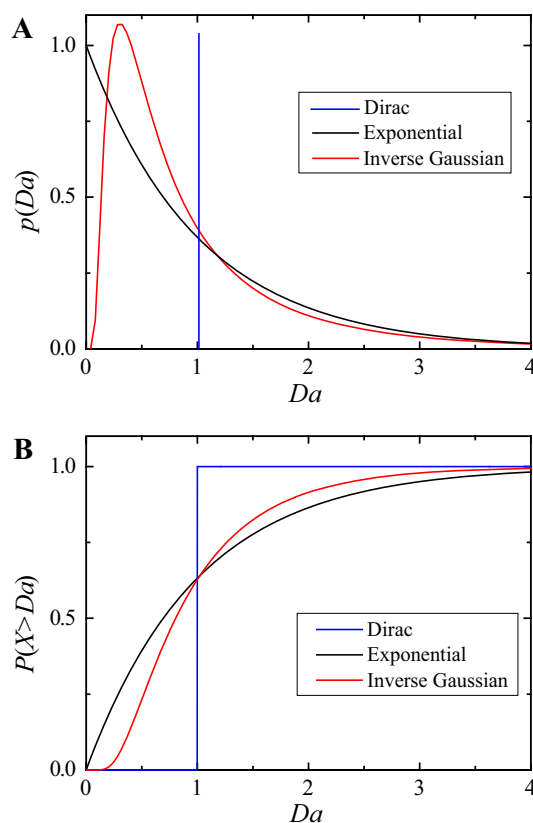 A
1.0
0.5
0.0
p(Da)
Dirac
Exponential
Inverse Gaussian
0 1 2 3 4
Da
B
1.0
0.5
0.0
P(X>Da)
Dirac
Exponential
Inverse Gaussian
0 1 2 3 4
Da